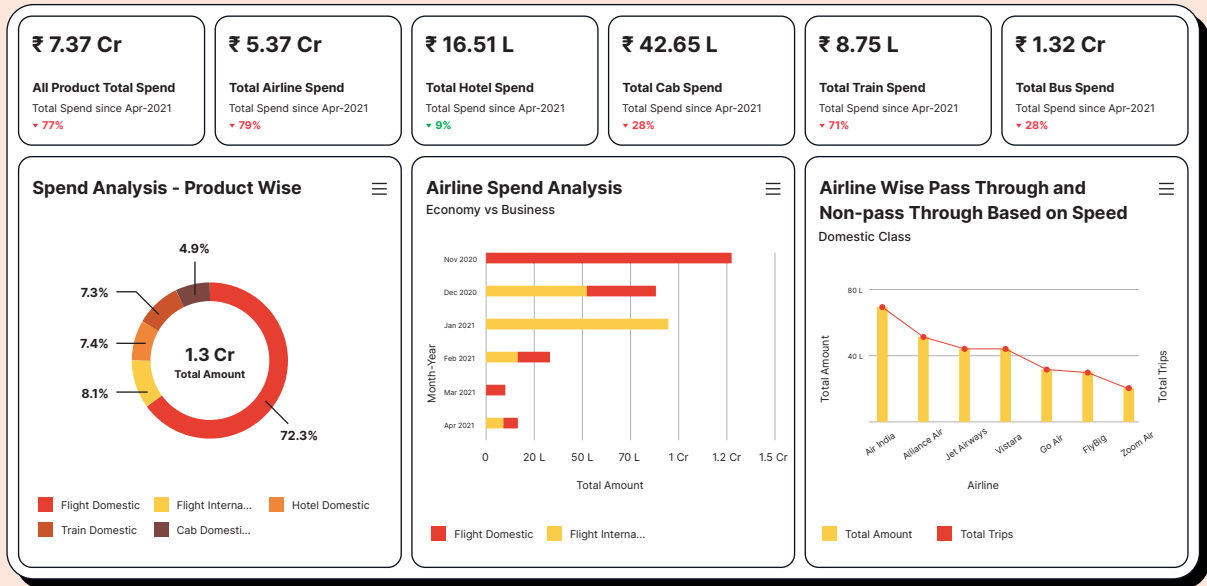 ₹ 7.37 Cr
All Product Total Spend
Total Spend since Apr-2021
77%
₹ 5.37 Cr
Total Airline Spend
Total Spend since Apr-2021
79%
₹ 16.51 L
Total Hotel Spend
Total Spend since Apr-2021
9%
₹ 42.65 L
Total Cab Spend
Total Spend since Apr-2021
28%
₹ 8.75 L
Total Train Spend
Total Spend since Apr-2021
71%
₹ 1.32 Cr
Total Bus Spend
Total Spend since Apr-2021
28%
Spend Analysis - Product Wise
4.9%
7.3%
7.4%
8.1%
72.3%
1.3 Cr
Total Amount
Flight Domestic
Flight Interna...
Hotel Domestic
Train Domestic
Cab Domesti...
Airline Spend Analysis
Economy vs Business
Month-Year
Nov 2020
Dec 2020
Jan 2021
Feb 2021
Mar 2021
Apr 2021
0
20 L
50 L
70 L
1 Cr
1.2 Cr
1.5 Cr
Total Amount
Flight Domestic
Flight Interna...
Airline Wise Pass Through and
Non-pass Through Based on Speed
Domestic Class
Total Amount
80 L
40 L
Total Trips
Air India
Alliance Air
Jet Airways
Vistara
Go Air
FlyBig
Zoom Air
Airline
Total Amount
Total Trips